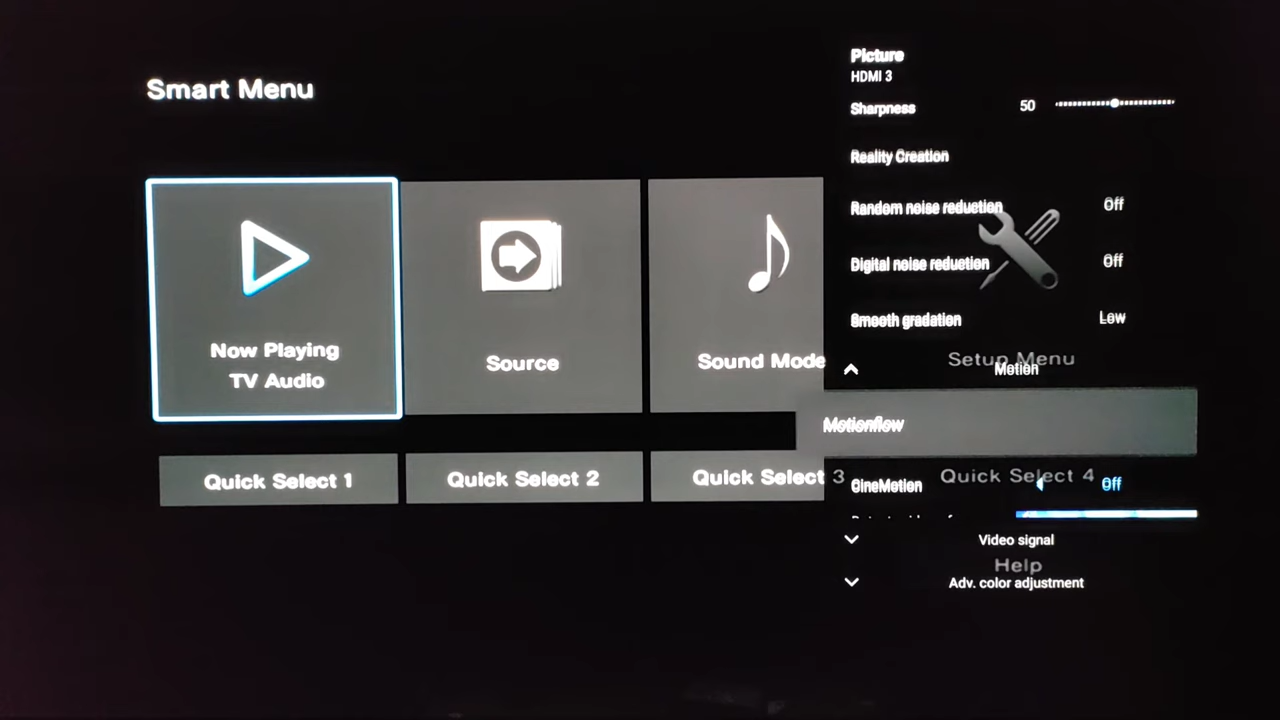 Smart Menu
Now Playing
TV Audio
Source
Sound Mode
Setup Menu
Quick Select 1
Quick Select 2
Quick Select 3
Quick Select 4
Help
Picture
HDMI 3
Sharpness 50
Reality Creation
Random noise reduction Off
Digital noise reduction Off
Smooth gradation Low
Motion
Motionflow
CineMotion Off
Video signal
Adv. color adjustment